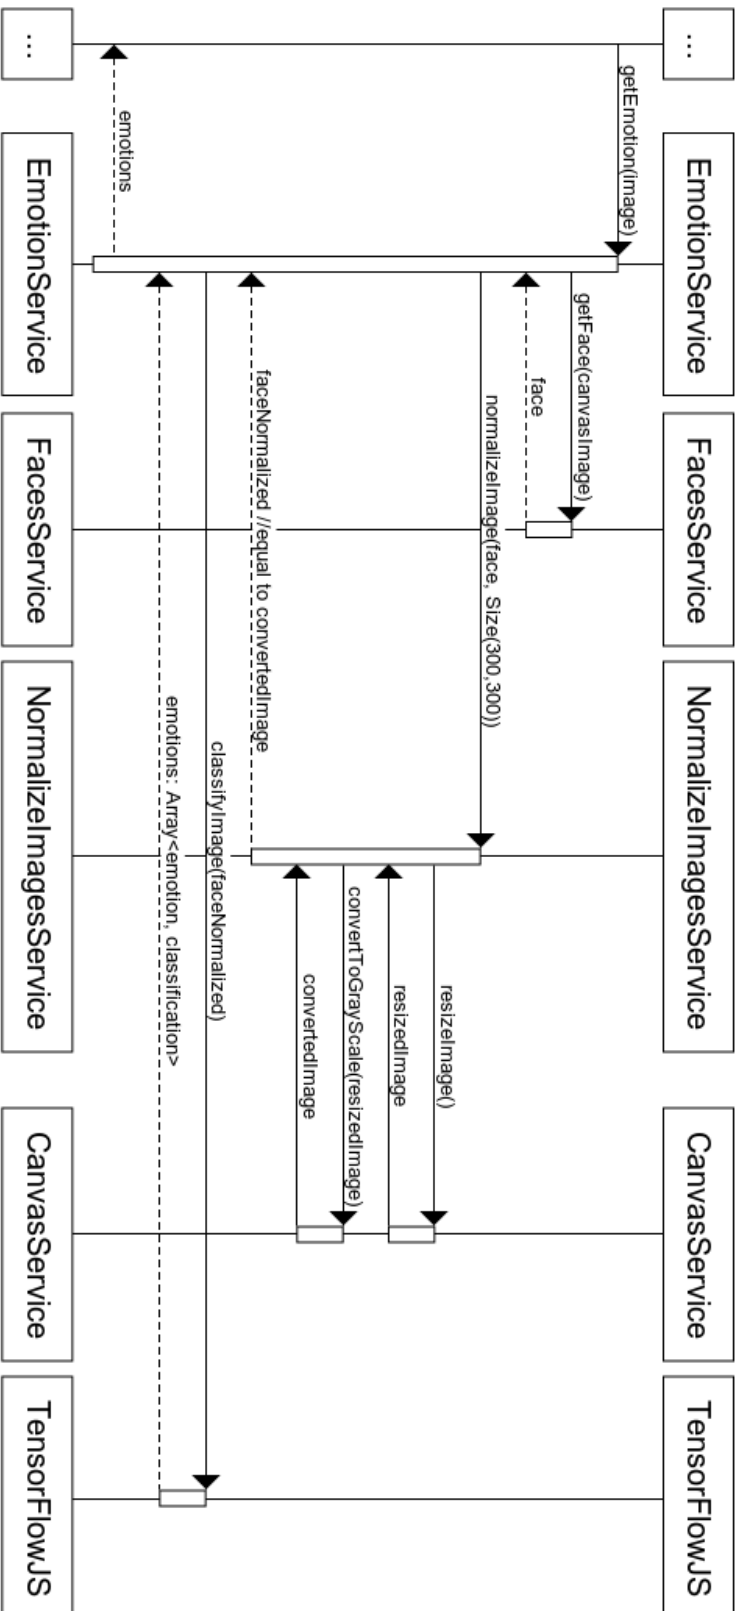 ...
EmotionService
FacesService
NormalizeImagesService
CanvasService
TensorFlowJS
getEmotion(image)
getFace(canvasImage)
face
normalizeImage(face, Size(300,300))
resizeImage()
resizedImage
convertToGrayScale(resizedImage)
convertedImage
faceNormalized //equal to convertedImage
classifyImage(faceNormalized)
emotions: Array<emotion, classification>
emotions
...
EmotionService
FacesService
NormalizeImagesService
CanvasService
TensorFlowJS